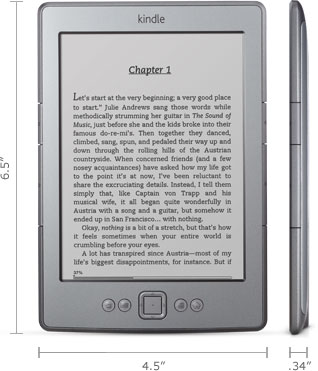 kindle
Chapter 1
Let's start at the very beginning; a very good place
to start." Julie Andrews sang those words while
methodically strumming her guitar in The Sound of
Music, just before she and the kids broke into their
famous do-re-mi's. Then together they danced,
climbed, sang, spun, and pedaled their way up and
down through the rolling hills of the Austrian
countryside. When concerned friends (and a few
nosey acquaintances) have asked how my life got
to the point it's at now, I've been reluctant to
share the excruciating details. Instead, I tell them
simply that, like Captain von Trapp and his
musical wife, it all began quite wonderfully in
Austria with a song and a guitar, but somehow it
ended up in Scotland... with nothing.
Okay, nothing is a bit of a stretch, but that's how
it feels sometimes when your entire world is
crumbling before your eyes.
A lot has transpired since Austria—most of my
life's biggest disappointments, for instance. But if
37%
6.5"
4.5"
.34"